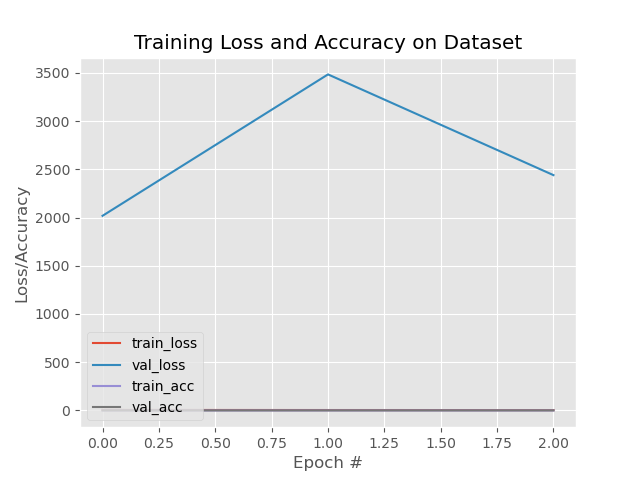 Training Loss and Accuracy on Dataset
Loss/Accuracy
3500
3000
2500
2000
1500
1000
500
0
train_loss
val_loss
train_acc
val_acc
0.00 0.25 0.50 0.75 1.00 1.25 1.50 1.75 2.00
Epoch #